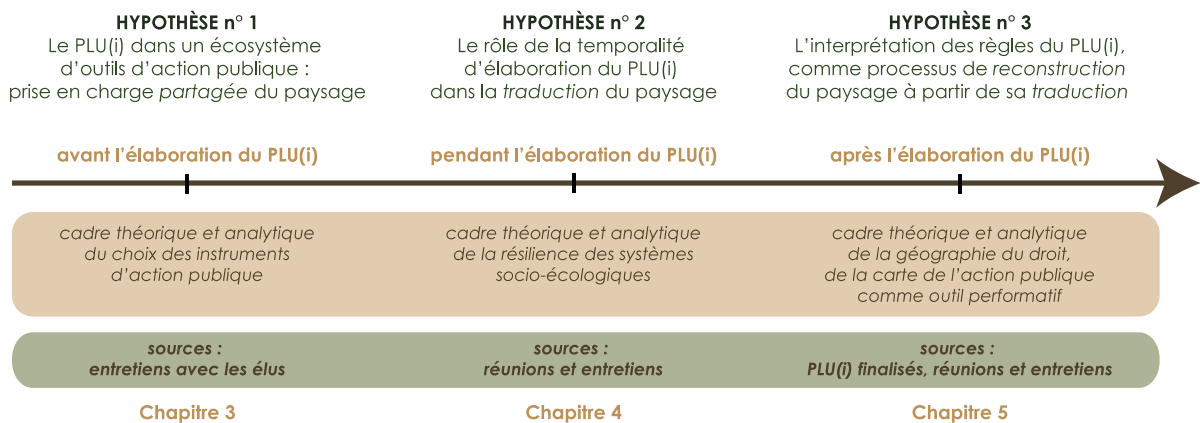 HYPOTHÈSE n° 1
Le PLU(i) dans un écosystème
d'outils d'action publique :
prise en charge partagée du paysage
HYPOTHÈSE n° 2
Le rôle de la temporalité
d'élaboration du PLU(i)
dans la traduction du paysage
HYPOTHÈSE n° 3
L'interprétation des règles du PLU(i),
comme processus de reconstruction
du paysage à partir de sa traduction
avant l'élaboration du PLU(i)
pendant l'élaboration du PLU(i)
après l'élaboration du PLU(i)
cadre théorique et analytique
du choix des instruments
d'action publique
cadre théorique et analytique
de la résilience des systèmes
socio-écologiques
cadre théorique et analytique
de la géographie du droit,
de la carte de l'action publique
comme outil performatif
sources :
entretiens avec les élus
sources :
réunions et entretiens
sources :
PLU(i) finalisés, réunions et entretiens
Chapitre 3
Chapitre 4
Chapitre 5